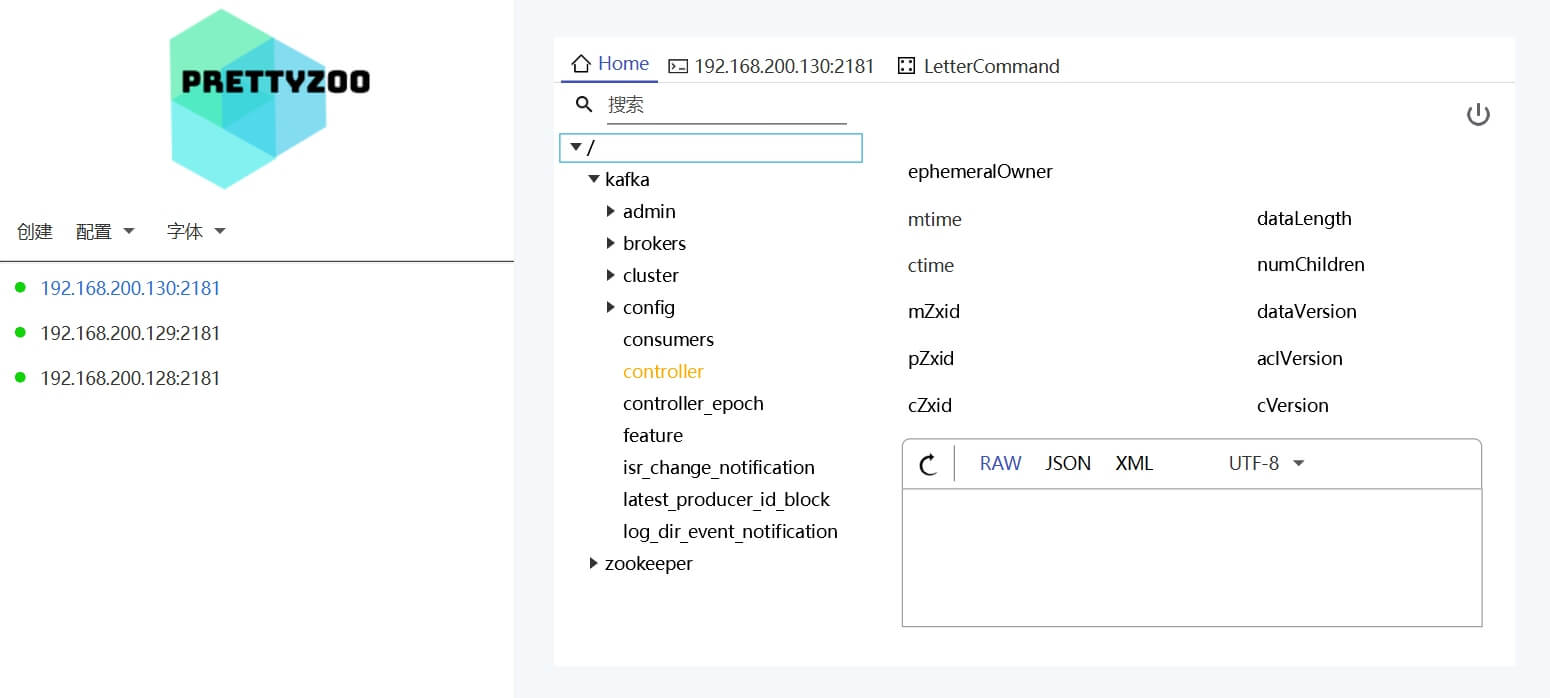 PRETTYZOO
创建 配置 字体
192.168.200.130:2181
192.168.200.129:2181
192.168.200.128:2181
Home 192.168.200.130:2181 LetterCommand
搜索
/
kafka
admin
brokers
cluster
config
consumers
controller
controller_epoch
feature
isr_change_notification
latest_producer_id_block
log_dir_event_notification
zookeeper
ephemeralOwner
mtime dataLength
ctime numChildren
mZxid dataVersion
pZxid aclVersion
cZxid cVersion
RAW JSON XML UTF-8